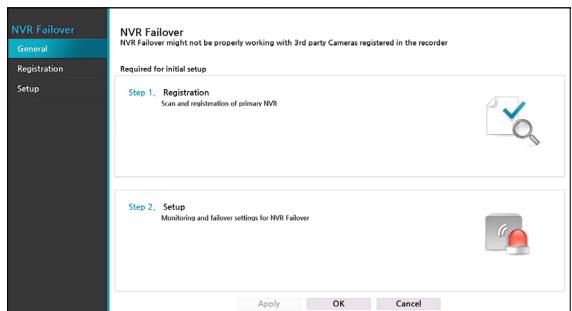 NVR Failover
General
Registration
Setup
NVR Failover
NVR Failover might not be properly working with 3rd party Cameras registered in the recorder
Required for initial setup
Step 1. Registration
Scan and registration of primary NVR
Step 2. Setup
Monitoring and failover settings for NVR Failover
Apply OK Cancel